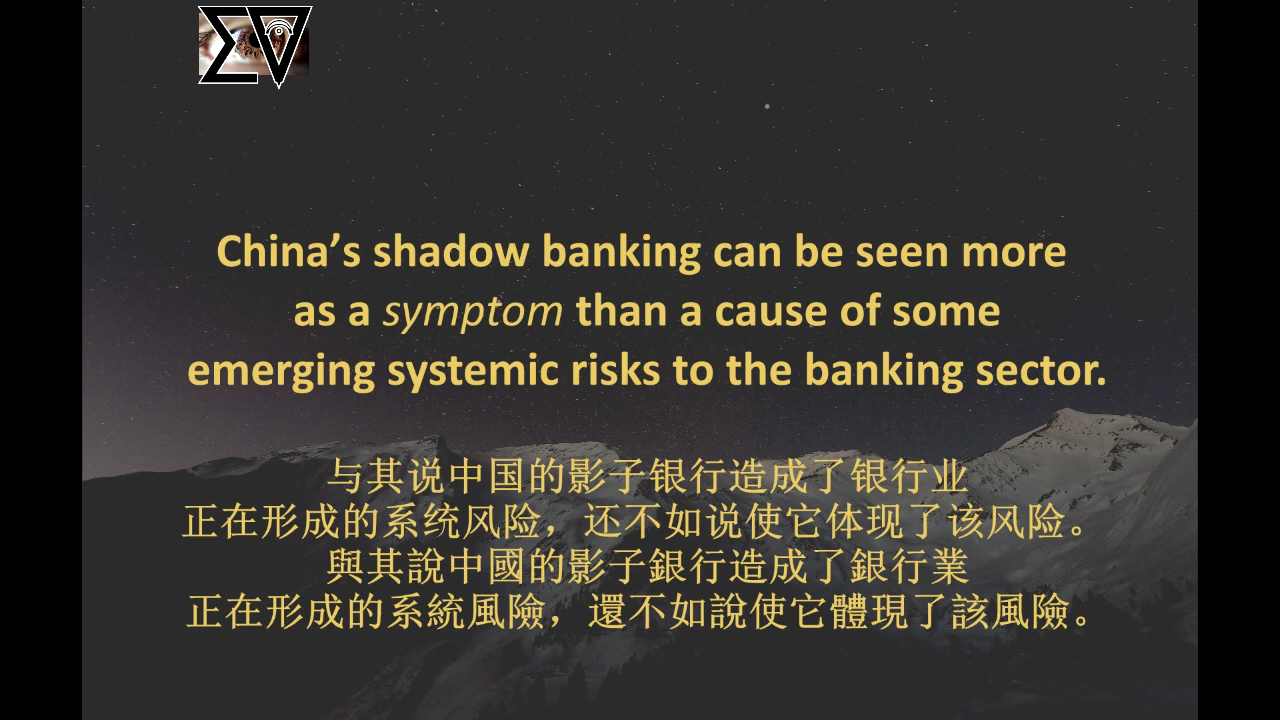 China’s shadow banking can be seen more
as a symptom than a cause of some
emerging systemic risks to the banking sector.
与其说中国的影子银行造成了银行业
正在形成的系统风险，还不如说使它体现了该风险。
與其說中國的影子銀行造成了銀行業
正在形成的系統風險，還不如說使它體現了該風險。